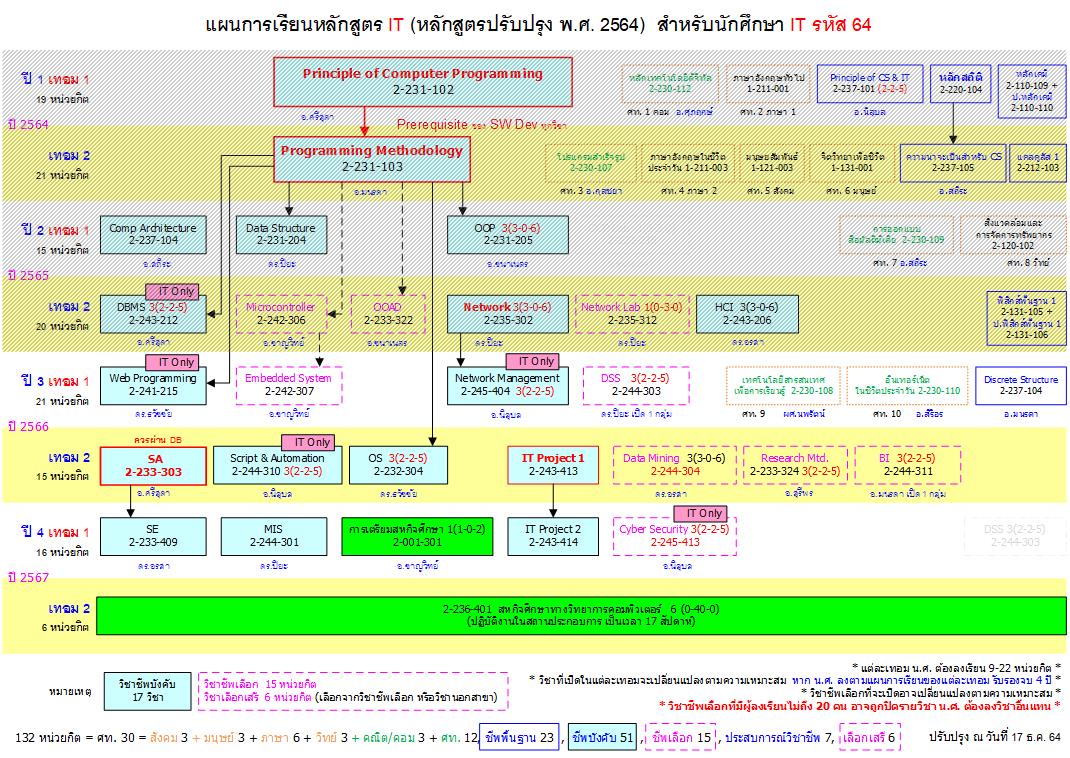 แผนการเรียนหลักสูตร IT (หลักสูตรปรับปรุง พ.ศ. 2564) สำหรับนักศึกษา IT รหัส 64
ปี 1 เทอม 1
19 หน่วยกิต
Principle of Computer Programming
2-231-102
อ.ศรีสุดา
หลักเทคโนโลยีดิจิทัล
2-230-112
ศท. 1 คอม อ.ศุภฤกษ์
ภาษาอังกฤษทั่วไป
1-211-001
ศท. 2 ภาษา 1
Principle of CS & IT
2-237-101 (2-2-5)
อ.นิสุบล
หลักสถิติ
2-220-104
หลักเคมี
2-110-109 +
ป.หลักเคมี
2-110-110
ปี 2564
Prerequisite ของ SW Dev ทุกวิชา
เทอม 2
21 หน่วยกิต
Programming Methodology
2-231-103
อ.มนรดา
โปรแกรมสำเร็จรูป
2-230-107
ศท. 3 อ.กุลชยา
ภาษาอังกฤษในชีวิต
ประจำวัน 1-211-003
ศท. 4 ภาษา 2
มนุษยสัมพันธ์
1-121-003
ศท. 5 สังคม
จิตวิทยาเพื่อชีวิต
1-131-001
ศท. 6 มนุษย์
ความน่าจะเป็นสำหรับ CS
2-237-105
อ.สถิระ
แคลคูลัส 1
2-212-103
ปี 2 เทอม 1
15 หน่วยกิต
Comp Architecture
2-237-104
อ.สถิระ
Data Structure
2-231-204
ดร.ปิยะ
OOP 3(3-0-6)
2-231-205
อ.ชนาเนตร
การออกแบบ
สื่อมัลติมีเดีย 2-230-109
ศท. 7 อ.สถิระ
สิ่งแวดล้อมและ
การจัดการทรัพยากร
2-120-102
ศท. 8 วิทย์
ปี 2565
เทอม 2
20 หน่วยกิต
IT Only
DBMS 3(2-2-5)
2-243-212
อ.ศรีสุดา
Microcontroller
2-242-306
อ.ชาญวิทย์
OOAD
2-233-322
อ.ชนาเนตร
Network 3(3-0-6)
2-235-302
ดร.ปิยะ
Network Lab 1(0-3-0)
2-235-312
ดร.ปิยะ
HCI 3(3-0-6)
2-243-206
ดร.อรสา
ฟิสิกส์พื้นฐาน 1
2-131-105 +
ป.ฟิสิกส์พื้นฐาน 1
2-131-106
ปี 3 เทอม 1
21 หน่วยกิต
IT Only
Web Programming
2-241-215
ดร.ธวัชชัย
Embedded System
2-242-307
อ.ชาญวิทย์
IT Only
Network Management
2-245-404 3(2-2-5)
อ.นิสุบล
DSS 3(2-2-5)
2-244-303
ดร.ปิยะ เปิด 1 กลุ่ม
เทคโนโลยีสารสนเทศ
เพื่อการเรียนรู้ 2-230-108
ศท. 9 ผศ.นพรัตน์
อินเทอร์เน็ต
ในชีวิตประจำวัน 2-230-110
ศท. 10 อ.สิริอร
Discrete Structure
2-237-104
อ.มนรดา
ปี 2566
เทอม 2
15 หน่วยกิต
ควรผ่าน DB
SA
2-233-303
อ.ศรีสุดา
IT Only
Script & Automation
2-244-310 3(2-2-5)
อ.นิสุบล
OS 3(2-2-5)
2-232-304
ดร.ธวัชชัย
IT Project 1
2-243-413
Data Mining 3(3-0-6)
2-244-304
ดร.อรสา
Research Mtd.
2-233-324 3(2-2-5)
อ.สุรีพร
BI 3(2-2-5)
2-244-311
อ.มนรดา เปิด 1 กลุ่ม
ปี 4 เทอม 1
16 หน่วยกิต
SE
2-233-409
ดร.อรสา
MIS
2-244-301
ดร.ปิยะ
การเตรียมสหกิจศึกษา 1(1-0-2)
2-001-301
อ.ชาญวิทย์
IT Project 2
2-243-414
IT Only
Cyber Security 3(2-2-5)
2-245-413
อ.นิสุบล
DSS 3(2-2-5)
2-244-303
ปี 2567
เทอม 2
6 หน่วยกิต
2-236-401 สหกิจศึกษาทางวิทยาการคอมพิวเตอร์ 6 (0-40-0)
(ปฏิบัติงานในสถานประกอบการ เป็นเวลา 17 สัปดาห์)
หมายเหตุ
วิชาชีพบังคับ
17 วิชา
วิชาชีพเลือก 15 หน่วยกิต
วิชาเลือกเสรี 6 หน่วยกิต (เลือกจากวิชาชีพเลือก หรือวิชานอกสาขา)
* แต่ละเทอม น.ศ. ต้องลงเรียน 9-22 หน่วยกิต *
* วิชาที่เปิดในแต่ละเทอมจะเปลี่ยนแปลงตามความเหมาะสม หาก น.ศ. ลงตามแผนการเรียนของแต่ละเทอม รับรองจบ 4 ปี *
* วิชาชีพเลือกที่จะเปิดอาจเปลี่ยนแปลงตามความเหมาะสม *
* วิชาชีพเลือกที่มีผู้ลงเรียนไม่ถึง 20 คน อาจถูกปิดรายวิชา น.ศ. ต้องลงวิชาอื่นแทน *
132 หน่วยกิต = ศท. 30 = สังคม 3 + มนุษย์ 3 + ภาษา 6 + วิทย์ 3 + คณิต/คอม 3 + ศท. 12, ชีพพื้นฐาน 23 , ชีพบังคับ 51 , ชีพเลือก 15 , ประสบการณ์วิชาชีพ 7, เลือกเสรี 6
ปรับปรุง ณ วันที่ 17 ธ.ค. 64